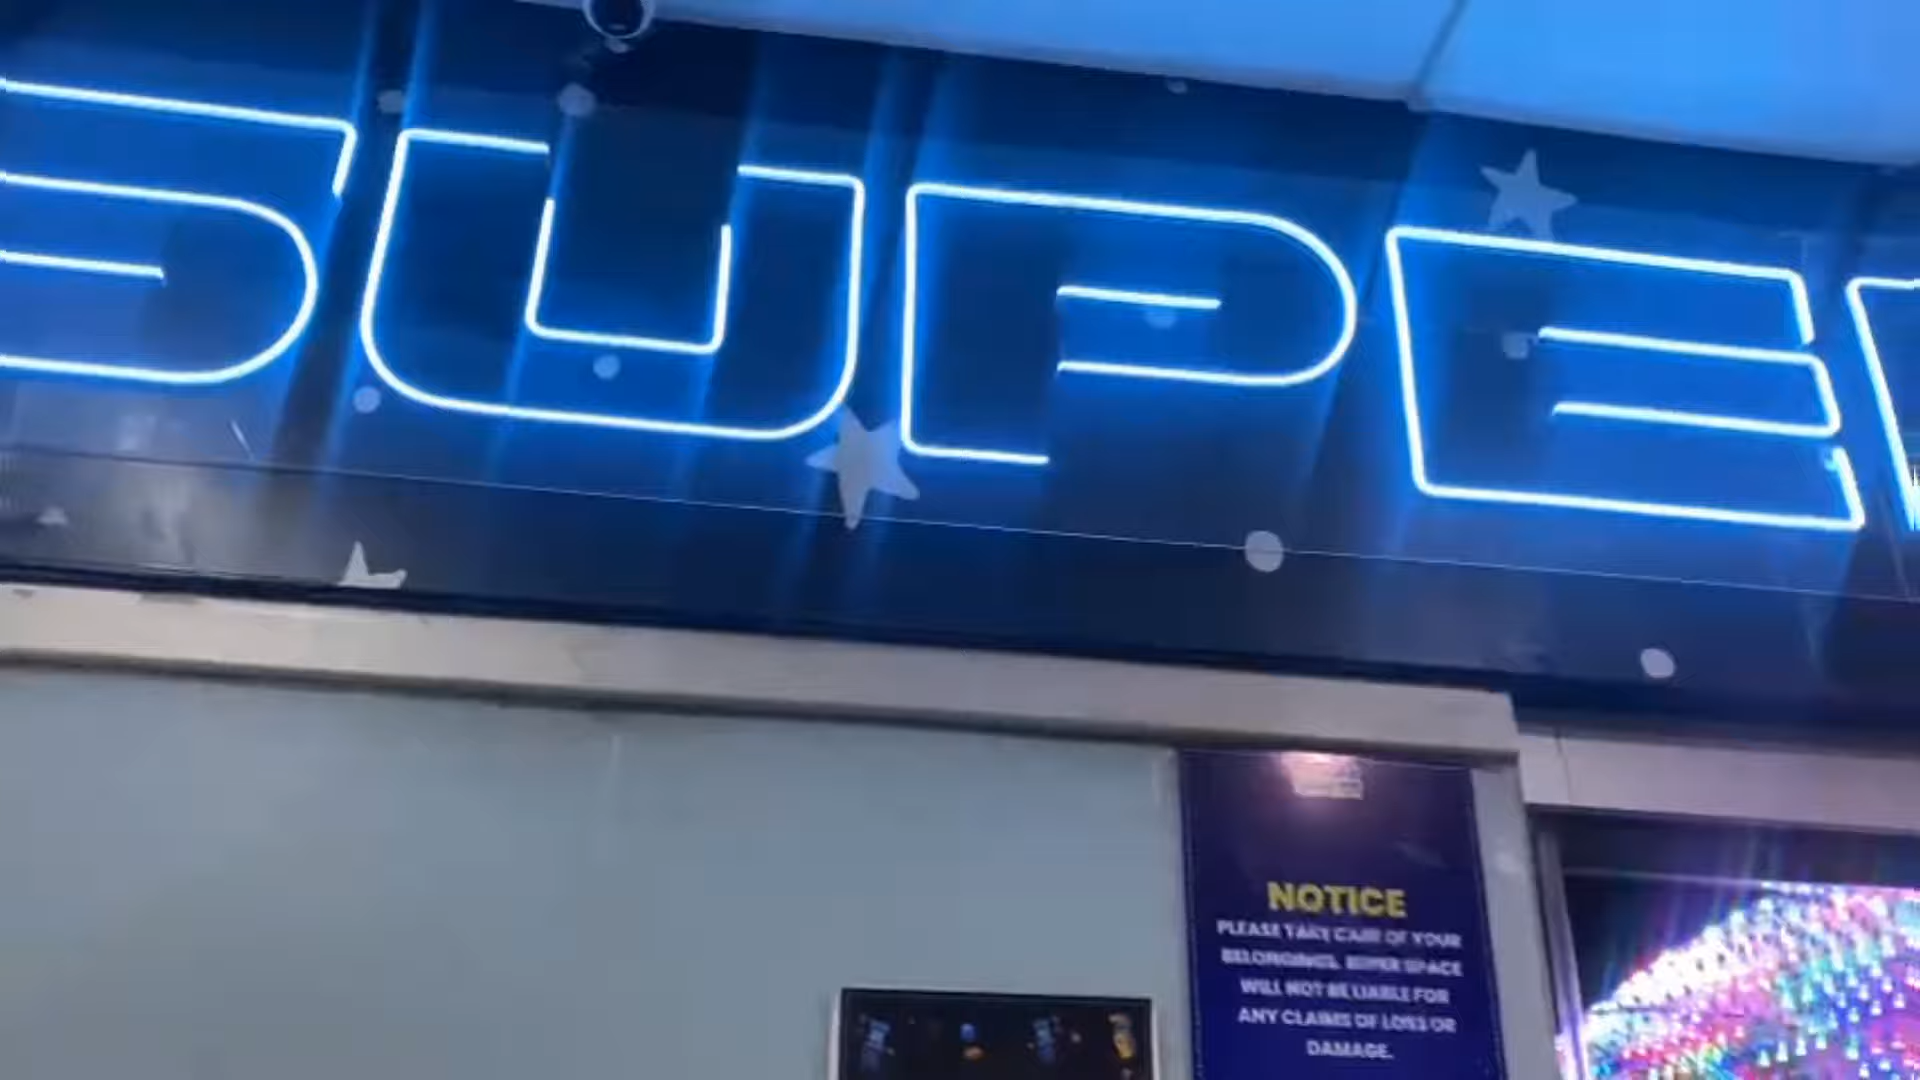 SUPE
NOTICE
PLEASE TAKE CARE OF YOUR
BELONGINGS. SUPER SPACE
WILL NOT BE LIABLE FOR
ANY CLAIMS OF LOSS OR
DAMAGE.